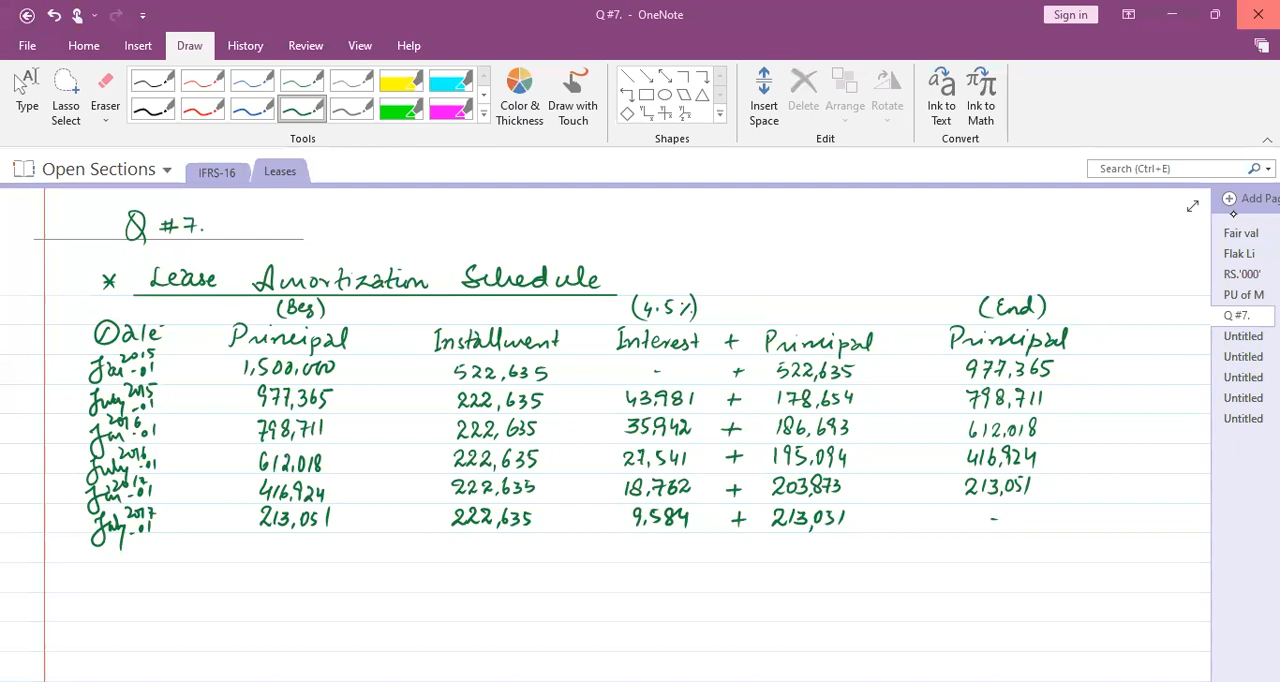 Q #7. - OneNote
Sign in
File Home Insert Draw History Review View Help
Type
Lasso Select
Eraser
Color & Thickness
Draw with Touch
Insert Space
Delete
Arrange
Rotate
Ink to Text
Ink to Math
Tools Shapes Edit Convert
Open Sections IFRS-16 Leases Search (Ctrl+E)
Add Pag
Fair val
Flak Li
RS.'000'
PU of M
Q #7.
Untitled
Untitled
Untitled
Untitled
Untitled
Q #7.
* Lease Amortization Schedule
(Beg) (4.5%) (End)
Date Principal Installment Interest + Principal Principal
Jan-01 2015 1,500,000 522,635 - + 522,635 977,365
July-01 2015 977,365 222,635 43,981 + 178,654 798,711
Jan-01 2016 798,711 222,635 35,942 + 186,693 612,018
July-01 2016 612,018 222,635 27,541 + 195,094 416,924
Jan-01 2017 416,924 222,635 18,762 + 203,873 213,051
July-01 2017 213,051 222,635 9,584 + 213,051 -